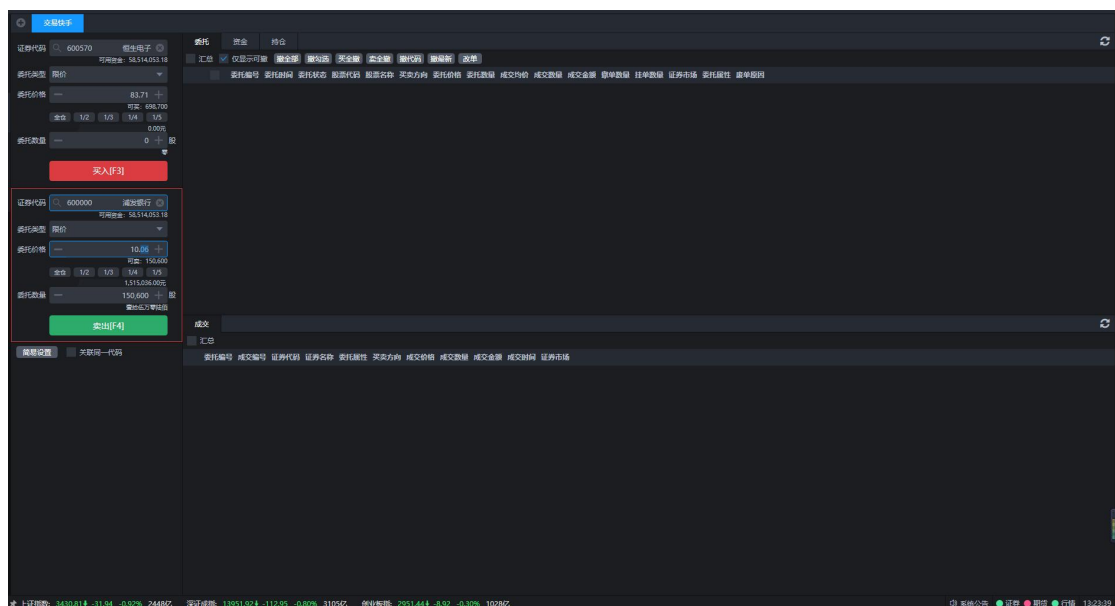 交易快手
证券代码 600570 恒生电子
可用资金: 58,514,053.18
委托类型 限价
委托价格 83.71
可买: 698,700
全仓 1/2 1/3 1/4 1/5
0.00元
委托数量 0 股
零
买入[F3]
证券代码 600000 浦发银行
可用资金: 58,514,053.18
委托类型 限价
委托价格 10.06
可卖: 150,600
全仓 1/2 1/3 1/4 1/5
1,515,036.00元
委托数量 150,600 股
壹拾伍万零陆佰
卖出[F4]
简易设置 关联同一代码
委托 资金 持仓
汇总 仅显示可撤 撤全部 撤勾选 买全撤 卖全撤 撤代码 撤最新 改单
委托编号 委托时间 委托状态 股票代码 股票名称 买卖方向 委托价格 委托数量 成交均价 成交数量 成交金额 撤单数量 挂单数量 证券市场 委托属性 废单原因
成交
汇总
委托编号 成交编号 证券代码 证券名称 委托属性 买卖方向 成交价格 成交数量 成交金额 成交时间 证券市场
上证指数: 3430.81 -31.94 -0.92% 2448亿 深证成指: 13951.92 -112.95 -0.80% 3105亿 创业板指: 2951.44 -8.92 -0.30% 1028亿 系统公告 证券 期货 行情 13:23:39